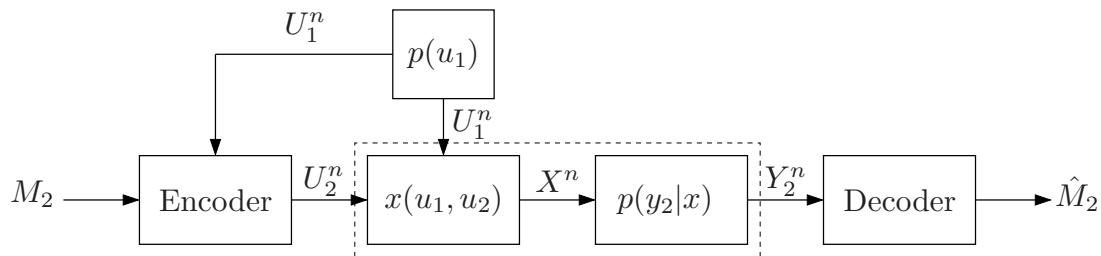 U_1^n
p(u_1)
U_1^n
M_2
Encoder
U_2^n
x(u_1, u_2)
X^n
p(y_2|x)
Y_2^n
Decoder
\hat{M}_2